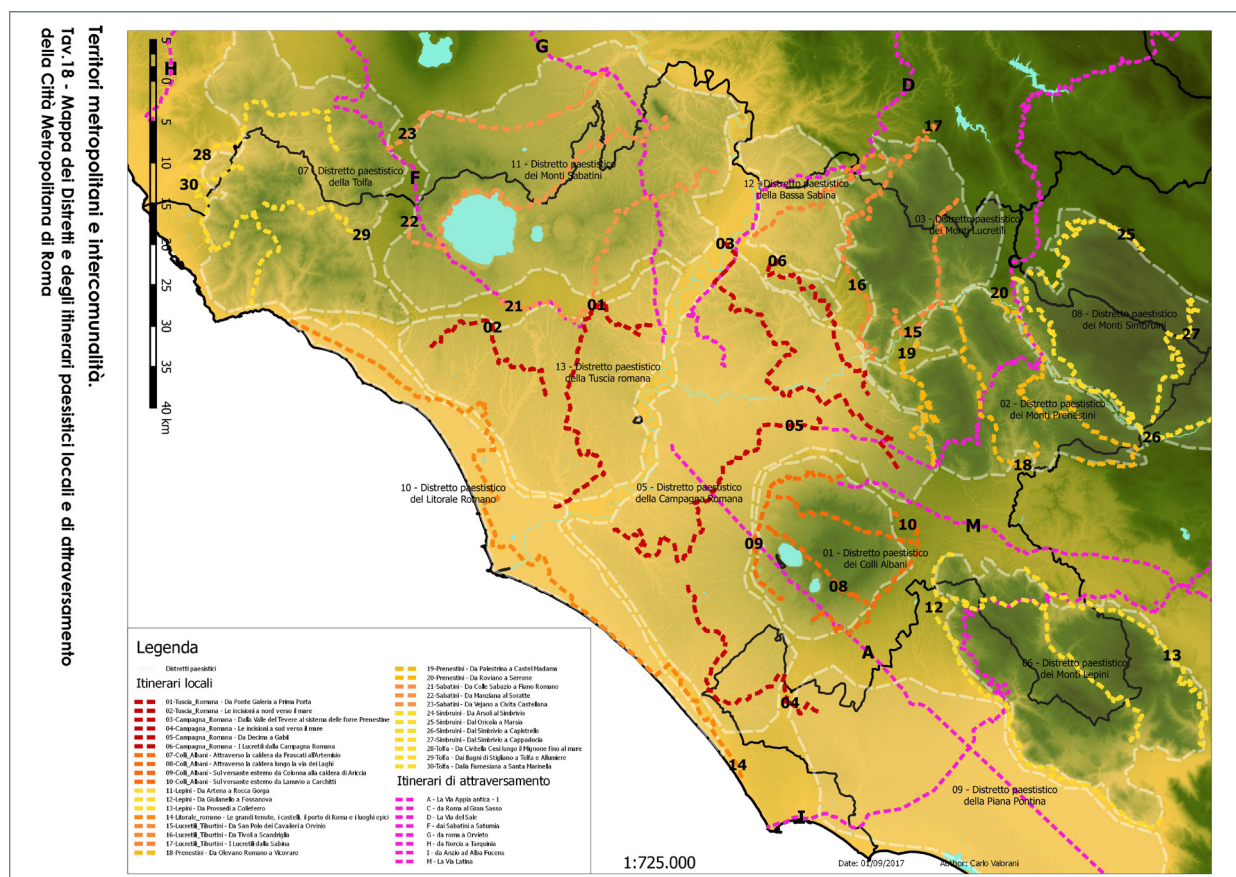 Territori metropolitani e intercomunalità.
Tav.18 - Mappa dei Distretti e degli itinerari paesistici locali e di attraversamento
della Città Metropolitana di Roma
5
0
5
10
15
20
25
30
35
40 km
H
G
D
17
23
28
30
07 - Distretto paestistico
della Tolfa
11 - Distretto paestistico
dei Monti Sabatini
F
12 - Distretto paestistico
della Bassa Sabina
03 - Distretto paestistico
dei Monti Lucretili
22
29
03
06
25
C
16
20
21
01
02
15
19
08 - Distretto paestistico
dei Monti Simbruini
27
13 - Distretto paestistico
della Tuscia romana
02 - Distretto paestistico
dei Monti Prenestini
05
26
18
10 - Distretto paestistico
del Litorale Romano
05 - Distretto paestistico
della Campagna Romana
10
M
09
01 - Distretto paestistico
dei Colli Albani
08
12
A
13
06 - Distretto paestistico
dei Monti Lepini
04
14
09 - Distretto paestistico
della Piana Pontina
I
Legenda
Distretti paesistici
Itinerari locali
01-Tuscia_Romana - Da Ponte Galeria a Prima Porta
02-Tuscia_Romana - Le incisioni a nord verso il mare
03-Campagna_Romana - Dalla Valle del Tevere al sistema delle forre Prenestine
04-Campagna_Romana - Le incisioni a sud verso il mare
05-Campagna_Romana - Da Decima a Gabii
06-Campagna_Romana - I Lucretili dalla Campagna Romana
07-Colli_Albani - Attraverso la caldera da Frascati all'Artemisio
08-Colli_Albani - Attraverso la caldera lungo la via dei Laghi
09-Colli_Albani - Sul versante esterno da Colonna alla caldera di Ariccia
10-Colli_Albani - Sul versante esterno da Lanuvio a Carchitti
11-Lepini - Da Artena a Rocca Gorga
12-Lepini - Da Giulianello a Fossanova
13-Lepini - Da Prossedi a Colleferro
14-Litorale_romano - Le grandi tenute, i castelli, il porto di Roma e i luoghi epici
15-Lucretili_Tiburtini - Da San Polo dei Cavalieri a Orvinio
16-Lucretili_Tiburtini - Da Tivoli a Scandriglia
17-Lucretili_Tiburtini - I Lucretili dalla Sabina
18-Prenestini - Da Olevano Romano a Vicovaro
19-Prenestini - Da Palestrina a Castel Madama
20-Prenestini - Da Roviano a Serrone
21-Sabatini - Da Colle Sabazio a Fiano Romano
22-Sabatini - Da Manziana al Soratte
23-Sabatini - Da Vejano a Civita Castellana
24-Simbruini - Da Arsoli al Simbrivio
25-Simbruini - Dal Oricola a Marsia
26-Simbruini - Dal Simbrivio a Capistrello
27-Simbruini - Dal Simbrivio a Cappadocia
28-Tolfa - Da Civitella Cesi lungo il Mignone fino al mare
29-Tolfa - Dai Bagni di Stigliano a Tolfa e Allumiere
30-Tolfa - Dalla Farnesiana a Santa Marinella
Itinerari di attraversamento
A - La Via Appia antica - 1
C - da Roma al Gran Sasso
D - La Via del Sale
F - dai Sabatini a Saturnia
G - da roma a Orvieto
H - da Norcia a Tarquinia
I - da Anzio ad Alba Fucens
M - La Via Latina
1:725.000
Date: 01/09/2017
Author: Carlo Valorani